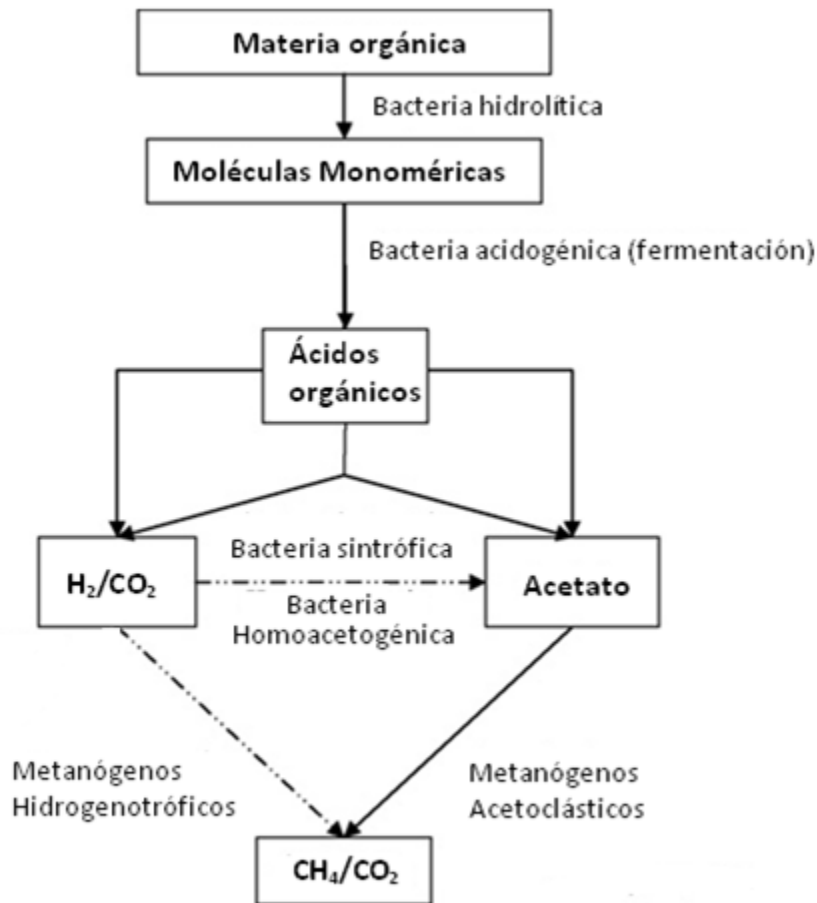 Materia orgánica
Bacteria hidrolítica
Moléculas Monoméricas
Bacteria acidogénica (fermentación)
Ácidos
orgánicos
Bacteria sintrófica
H₂/CO₂
Acetato
Bacteria
Homoacetogénica
Metanógenos
Hidrogenotróficos
Metanógenos
Acetoclásticos
CH₄/CO₂